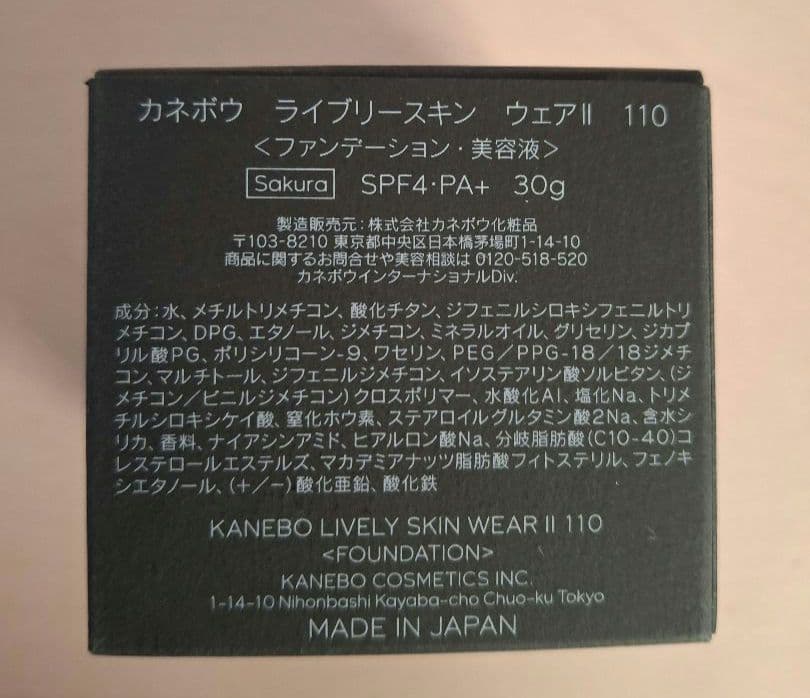 カネボウ ライブリースキン ウェアⅡ 110
<ファンデーション・美容液>
Sakura SPF4・PA+ 30g
製造販売元:株式会社カネボウ化粧品
〒103-8210 東京都中央区日本橋茅場町1-14-10
商品に関するお問合せや美容相談は 0120-518-520
カネボウインターナショナルDiv.
成分:水、メチルトリメチコン、酸化チタン、ジフェニルシロキシフェニルトリ
メチコン、DPG、エタノール、ジメチコン、ミネラルオイル、グリセリン、ジカプ
リル酸PG、ポリシリコーン-9、ワセリン、PEG/PPG-18/18ジメチ
コン、マルチトール、ジフェニルジメチコン、イソステアリン酸ソルビタン、(ジ
メチコン/ビニルジメチコン)クロスポリマー、水酸化Al、塩化Na、トリメ
チルシロキシケイ酸、窒化ホウ素、ステアロイルグルタミン酸2Na、含水シ
リカ、香料、ナイアシンアミド、ヒアルロン酸Na、分岐脂肪酸(C10-40)コ
レステロールエステルズ、マカデミアナッツ脂肪酸フイトステリル、フェノキ
シエタノール、(+/-)酸化亜鉛、酸化鉄
KANEBO LIVELY SKIN WEAR Ⅱ 110
<FOUNDATION>
KANEBO COSMETICS INC.
1-14-10 Nihonbashi Kayaba-cho Chuo-ku Tokyo
MADE IN JAPAN